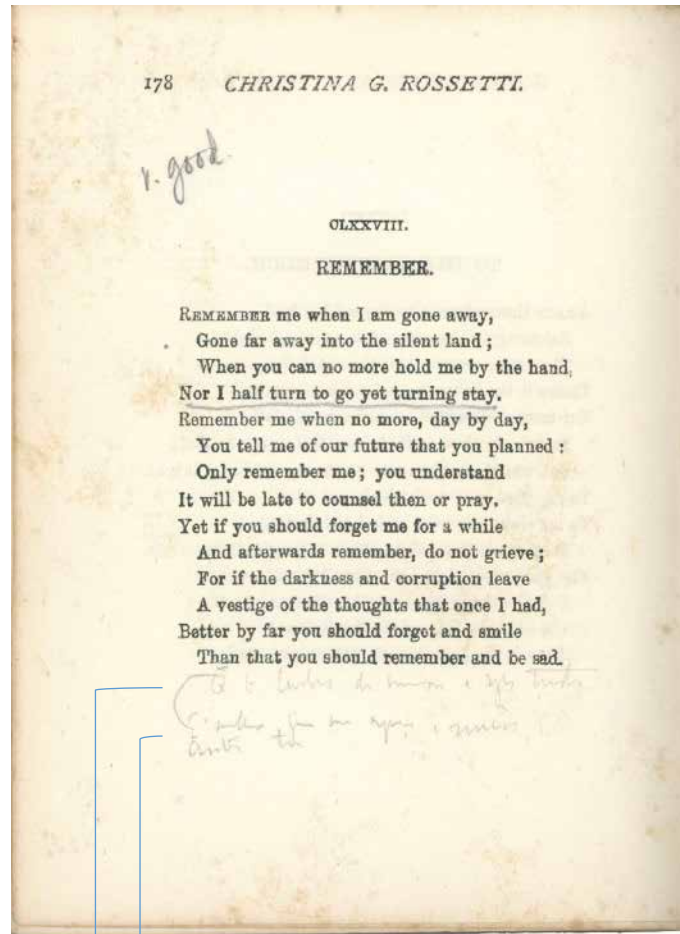 178 CHRISTINA G. ROSSETTI.
v. good.
CLXXVIII.
REMEMBER.
REMEMBER me when I am gone away,
Gone far away into the silent land ;
When you can no more hold me by the hand,
Nor I half turn to go yet turning stay.
Remember me when no more, day by day,
You tell me of our future that you planned :
Only remember me ; you understand
It will be late to counsel then or pray.
Yet if you should forget me for a while
And afterwards remember, do not grieve ;
For if the darkness and corruption leave
A vestige of the thoughts that once I had,
Better by far you should forget and smile
Than that you should remember and be sad.